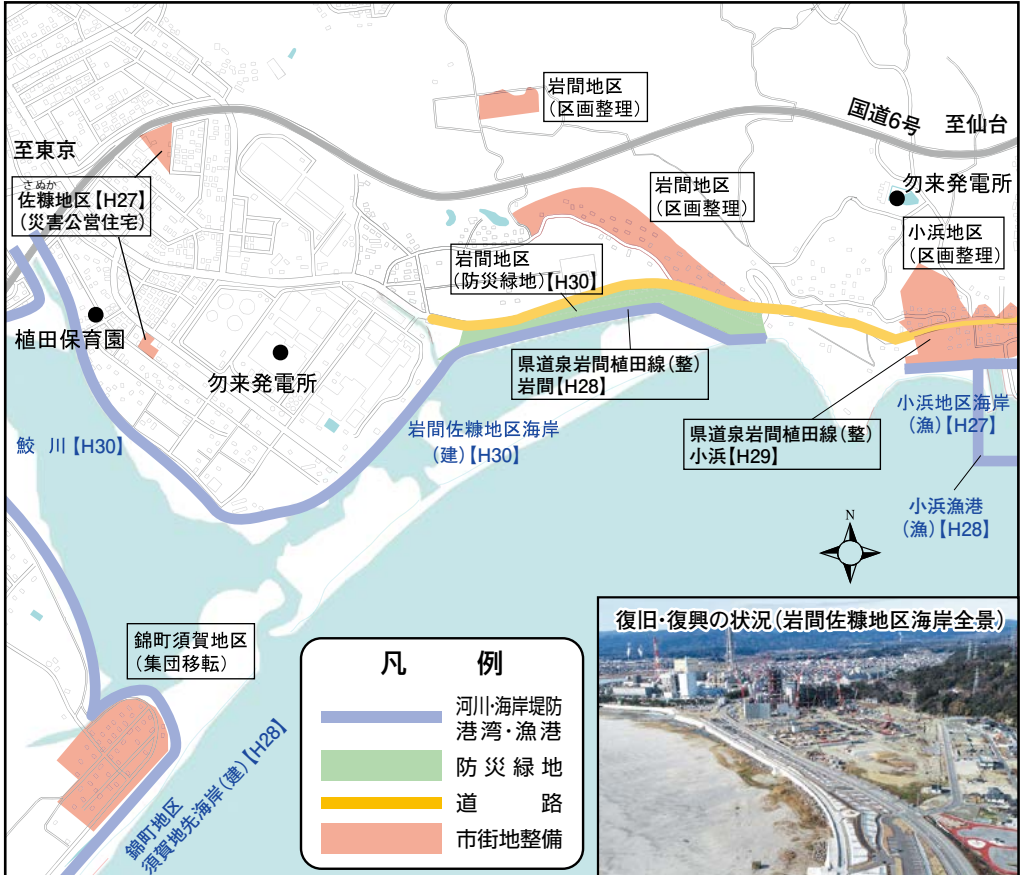 岩間地区
(区画整理)
国道6号
至仙台
至東京
さぬか
佐糠地区【H27】
(災害公営住宅)
岩間地区
(区画整理)
勿来発電所
小浜地区
(区画整理)
岩間地区
(防災緑地)【H30】
植田保育園
勿来発電所
県道泉岩間植田線(整)
岩間【H28】
小浜地区海岸
(漁)【H27】
鮫 川【H30】
岩間佐糠地区海岸
(建)【H30】
県道泉岩間植田線(整)
小浜【H29】
小浜漁港
(漁)【H28】
N
復旧・復興の状況(岩間佐糠地区海岸全景)
錦町須賀地区
(集団移転)
凡 例
河川・海岸堤防
港湾・漁港
防災緑地
道 路
市街地整備
錦町地区
須賀地先海岸(建)【H28】